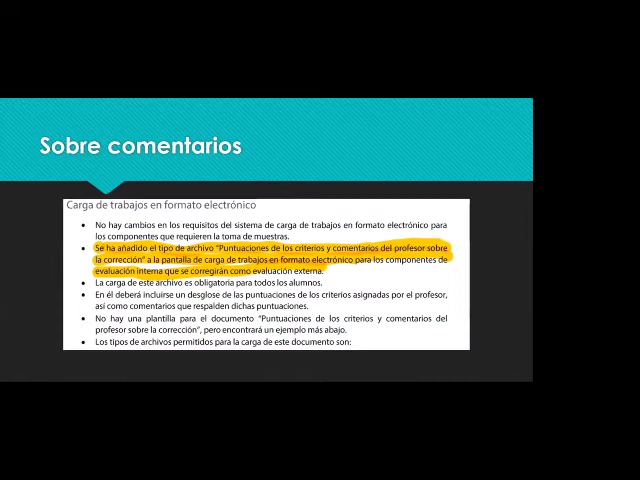 Sobre comentarios
Carga de trabajos en formato electrónico
• No hay cambios en los requisitos del sistema de carga de trabajos en formato electrónico para
los componentes que requieren la toma de muestras.
• Se ha añadido el tipo de archivo “Puntuaciones de los criterios y comentarios del profesor sobre
la corrección” a la pantalla de carga de trabajos en formato electrónico para los componentes de
evaluación interna que se corregirán como evaluación externa.
• La carga de este archivo es obligatoria para todos los alumnos.
• En él deberá incluirse un desglose de las puntuaciones de los criterios asignadas por el profesor,
así como comentarios que respalden dichas puntuaciones.
• No hay una plantilla para el documento “Puntuaciones de los criterios y comentarios del
profesor sobre la corrección”, pero encontrará un ejemplo más abajo.
• Los tipos de archivos permitidos para la carga de este documento son: